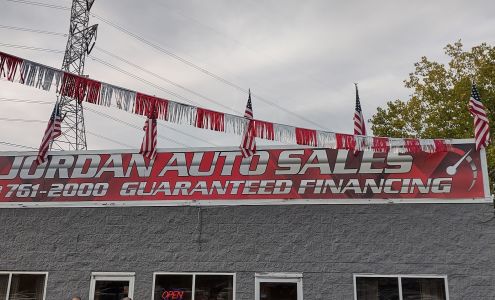 JORDAN AUTO SALES
761-2000 GUARANTEED FINANCING
OPEN